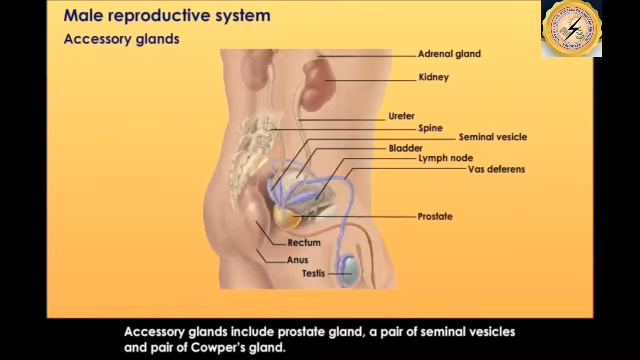 Male reproductive system
Accessory glands
Adrenal gland
Kidney
Ureter
Spine
Seminal vesicle
Bladder
Lymph node
Vas deferens
Prostate
Rectum
Anus
Testis
Accessory glands include prostate gland, a pair of seminal vesicles
and pair of Cowper's gland.